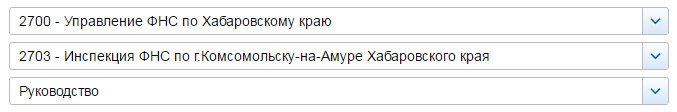 2700 - Управление ФНС по Хабаровскому краю
2703 - Инспекция ФНС по г.Комсомольску-на-Амуре Хабаровского края
Руководство